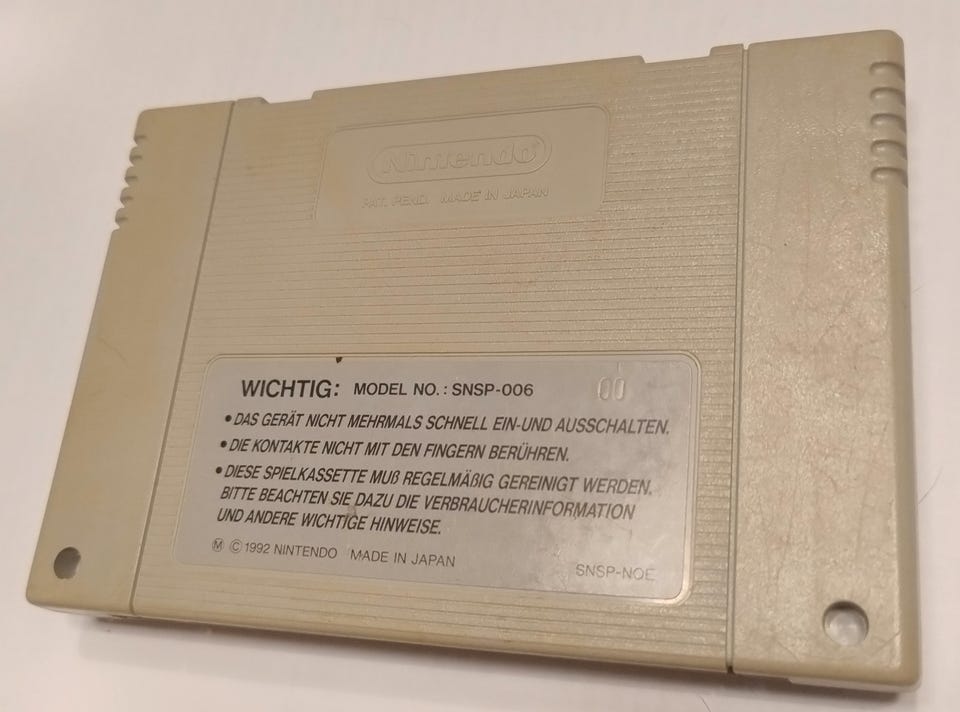 Nintendo®
PAT. PEND. MADE IN JAPAN
WICHTIG: MODEL NO.: SNSP-006 00
• DAS GERÄT NICHT MEHRMALS SCHNELL EIN-UND AUSSCHALTEN.
• DIE KONTAKTE NICHT MIT DEN FINGERN BERÜHREN.
• DIESE SPIELKASSETTE MUß REGELMÄßIG GEREINIGT WERDEN.
BITTE BEACHTEN SIE DAZU DIE VERBRAUCHERINFORMATION
UND ANDERE WICHTIGE HINWEISE.
Ⓜ © 1992 NINTENDO MADE IN JAPAN
SNSP-NOE